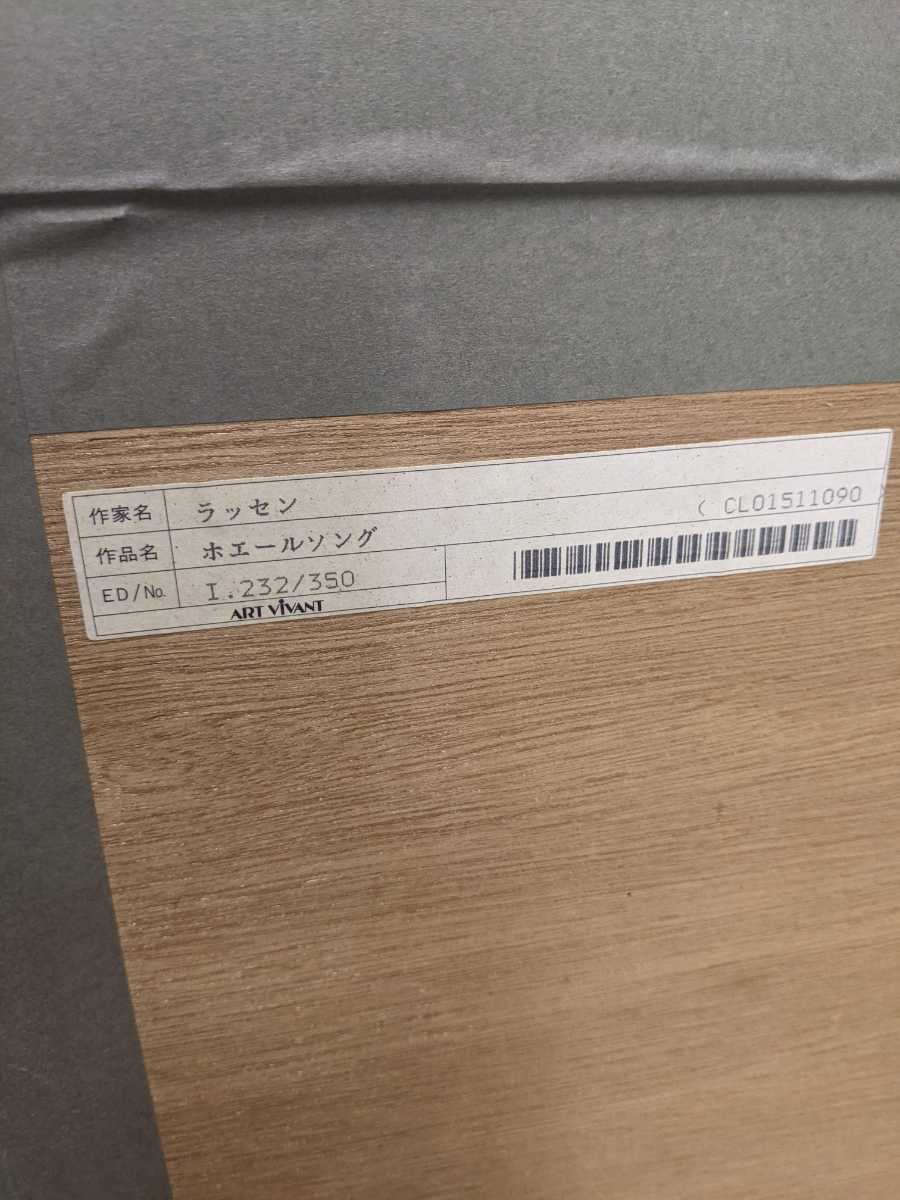 作家名 ラッセン
作品名 ホエールソング ( CL01511090 )
ED/No. I.232/350
ART VIVANT